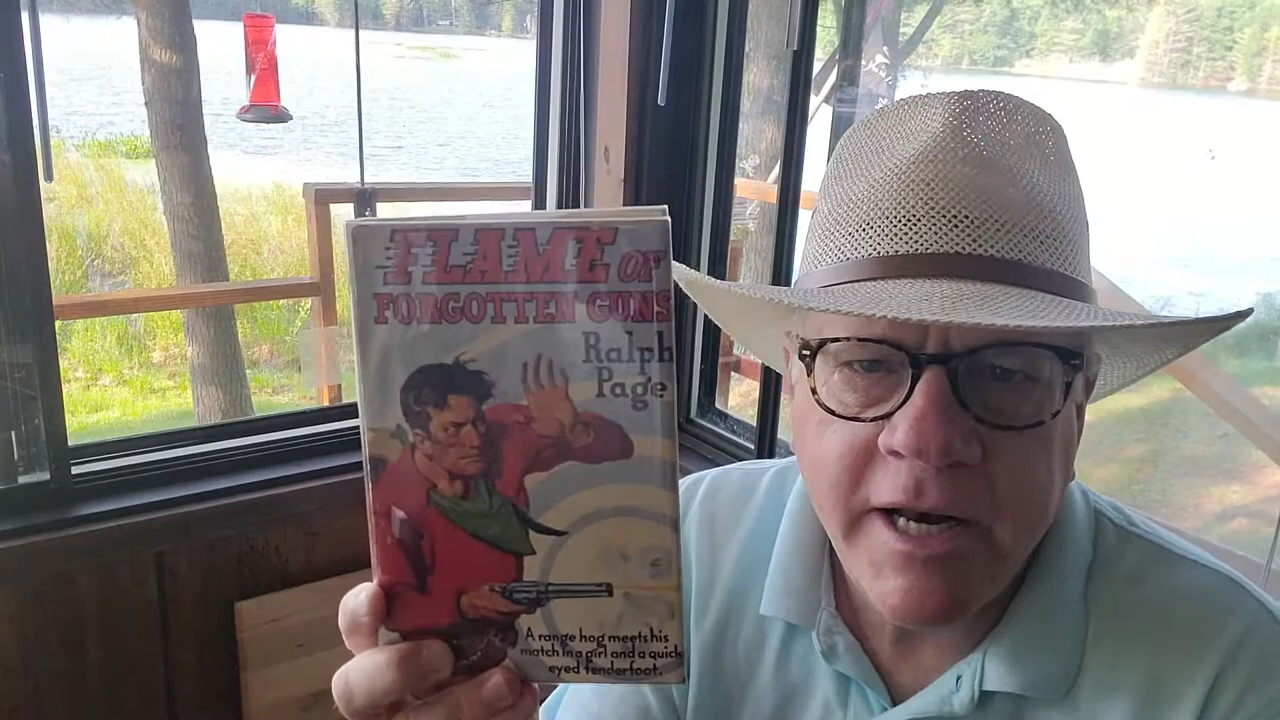 FLAME OF
FORGOTTEN GUNS
Ralph
Page
A range hog meets his
match in a girl and a quick
eyed tenderfoot.